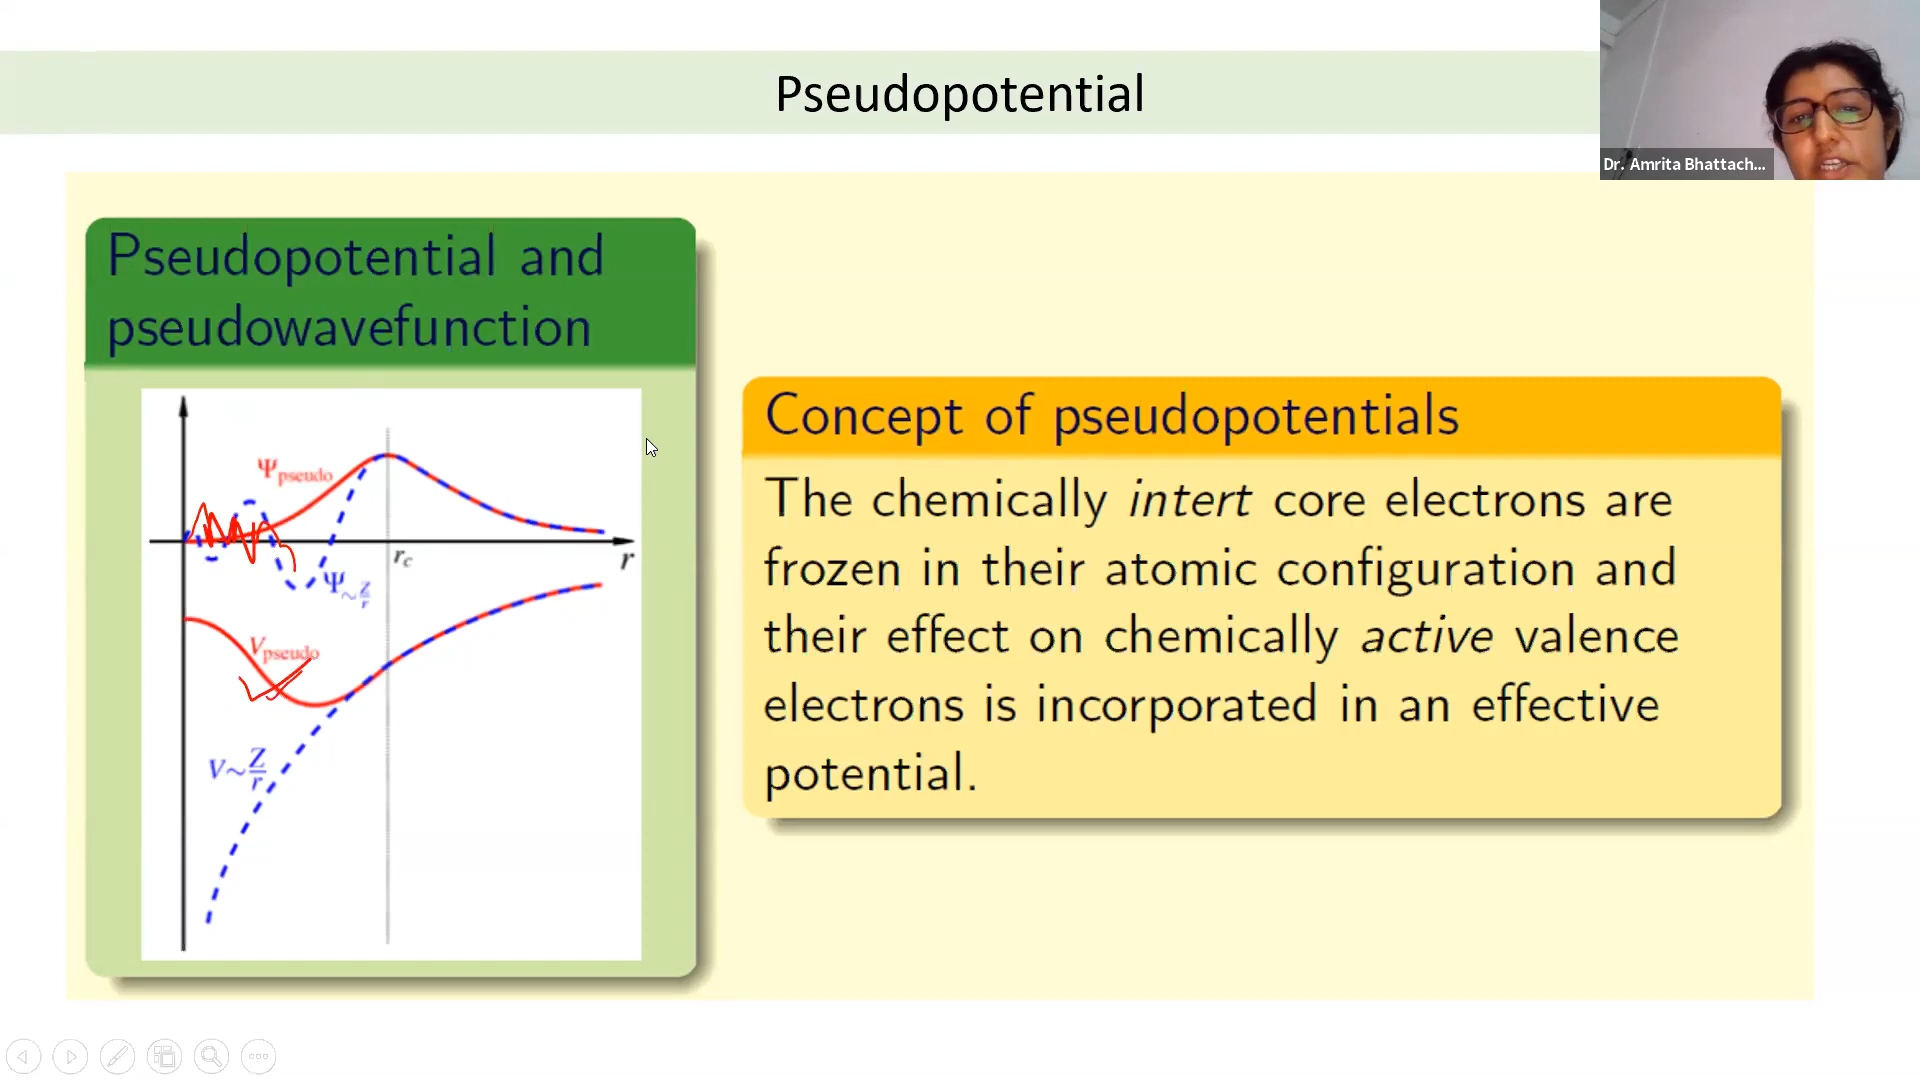 Pseudopotential
Dr. Amrita Bhattach...
Pseudopotential and
pseudowavefunction
Ψpseudo
rc
r
Ψ~Z/r
Vpseudo
V~Z/r
Concept of pseudopotentials
The chemically intert core electrons are
frozen in their atomic configuration and
their effect on chemically active valence
electrons is incorporated in an effective
potential.